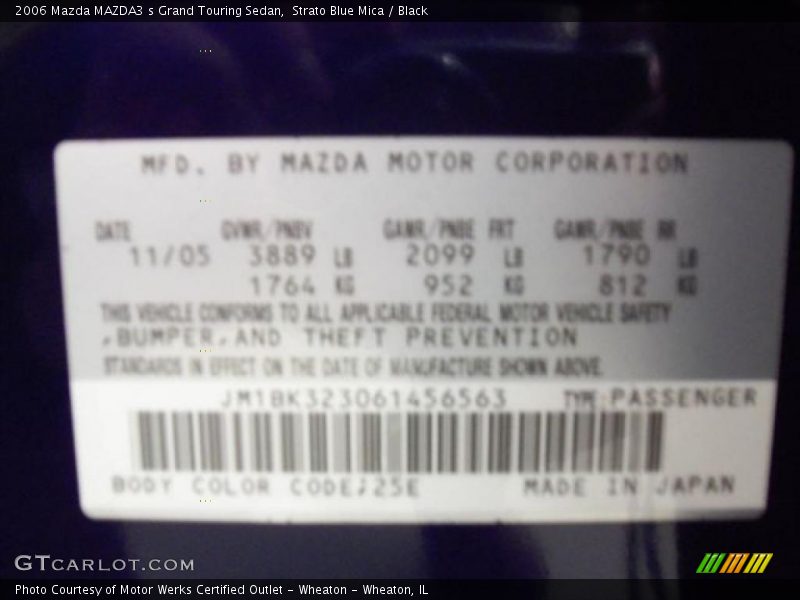 2006 Mazda MAZDA3 s Grand Touring Sedan,  Strato Blue Mica / Black
MFD. BY MAZDA MOTOR CORPORATION
DATE GVWR/PNBV GAWR/PNBE FRT GAWR/PNBE RR
11/05 3889 LB 2099 LB 1790 LB
1764 KG 952 KG 812 KG
THIS VEHICLE CONFORMS TO ALL APPLICABLE FEDERAL MOTOR VEHICLE SAFETY
,BUMPER,AND THEFT PREVENTION
STANDARDS IN EFFECT ON THE DATE OF MANUFACTURE SHOWN ABOVE.
JM1BK323061456563 TYPE:PASSENGER
BODY COLOR CODE;25E MADE IN JAPAN
GTCARLOT.COM
Photo Courtesy of Motor Werks Certified Outlet - Wheaton - Wheaton, IL